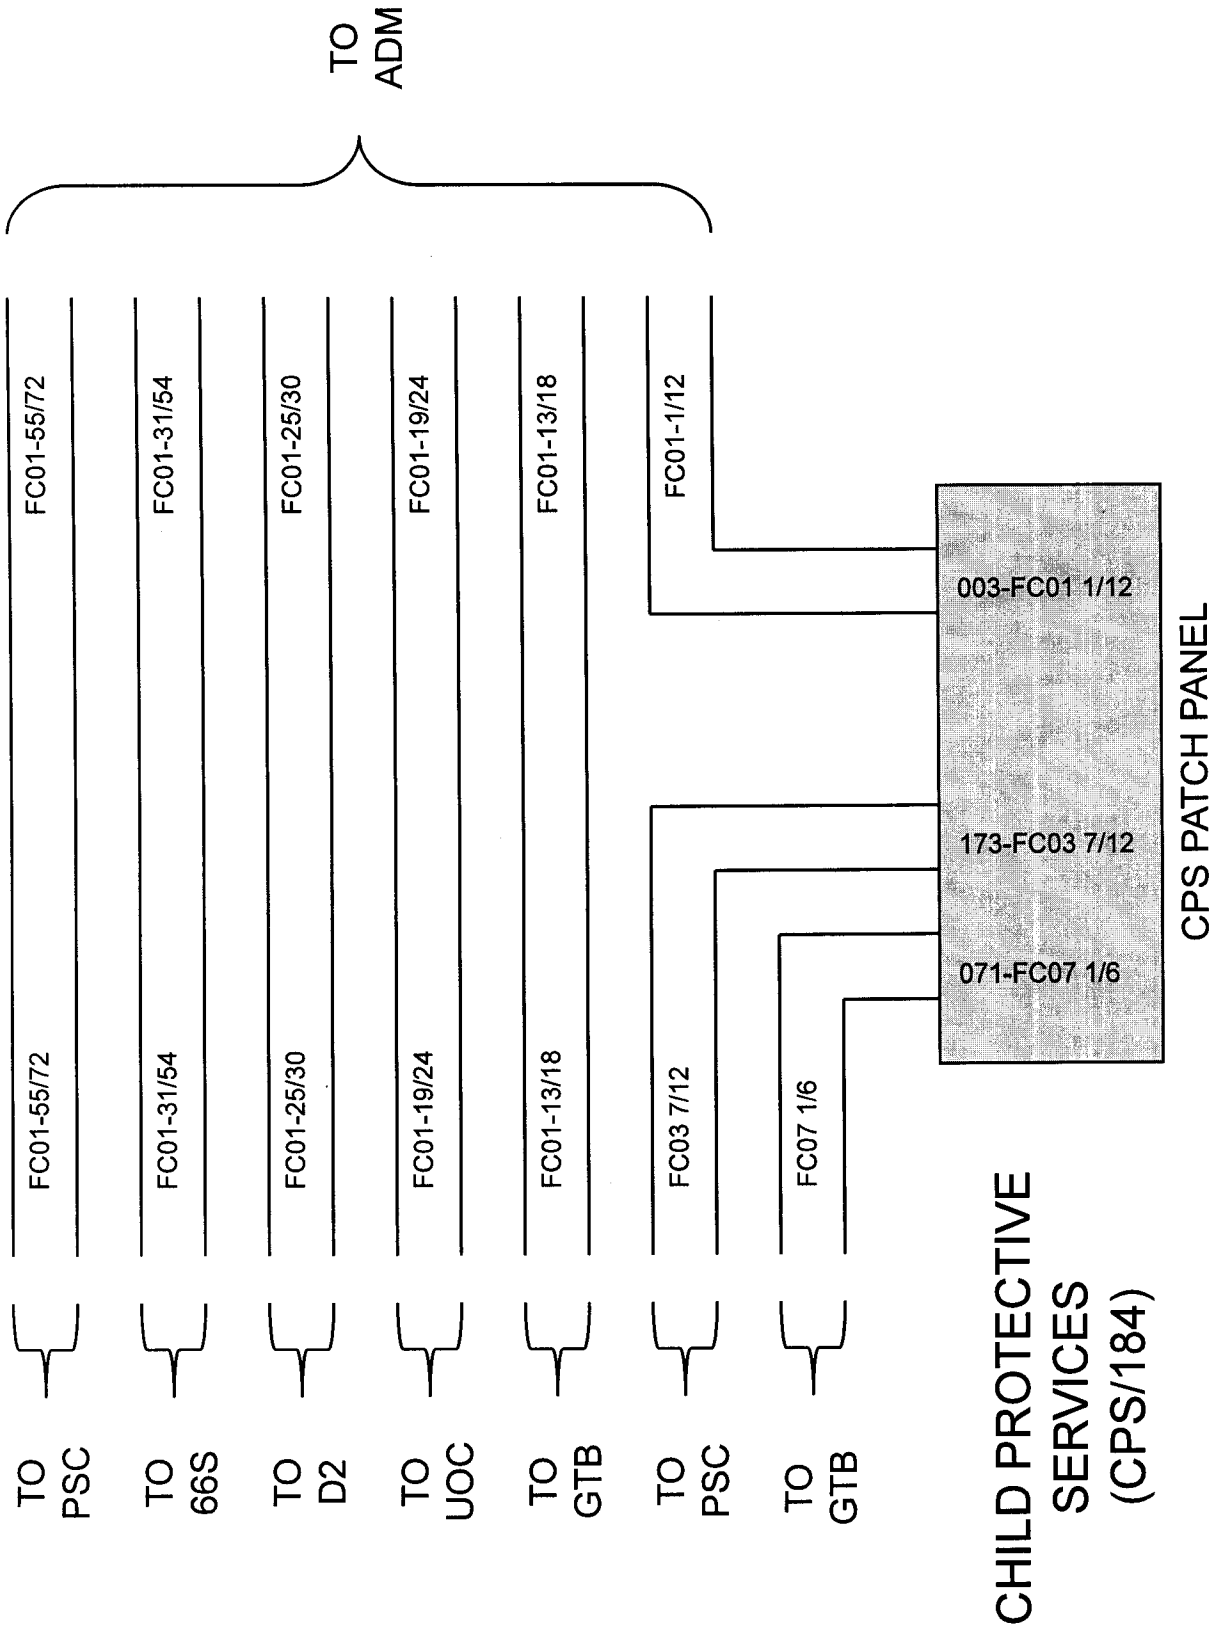 TO
PSC
FC01-55/72
FC01-55/72
TO
66S
FC01-31/54
FC01-31/54
TO
D2
FC01-25/30
FC01-25/30
TO
UOC
FC01-19/24
FC01-19/24
TO
GTB
FC01-13/18
FC01-13/18
TO
ADM
TO
PSC
FC03 7/12
FC01-1/12
TO
GTB
FC07 1/6
071-FC07 1/6
173-FC03 7/12
003-FC01 1/12
CPS PATCH PANEL
CHILD PROTECTIVE
SERVICES
(CPS/184)